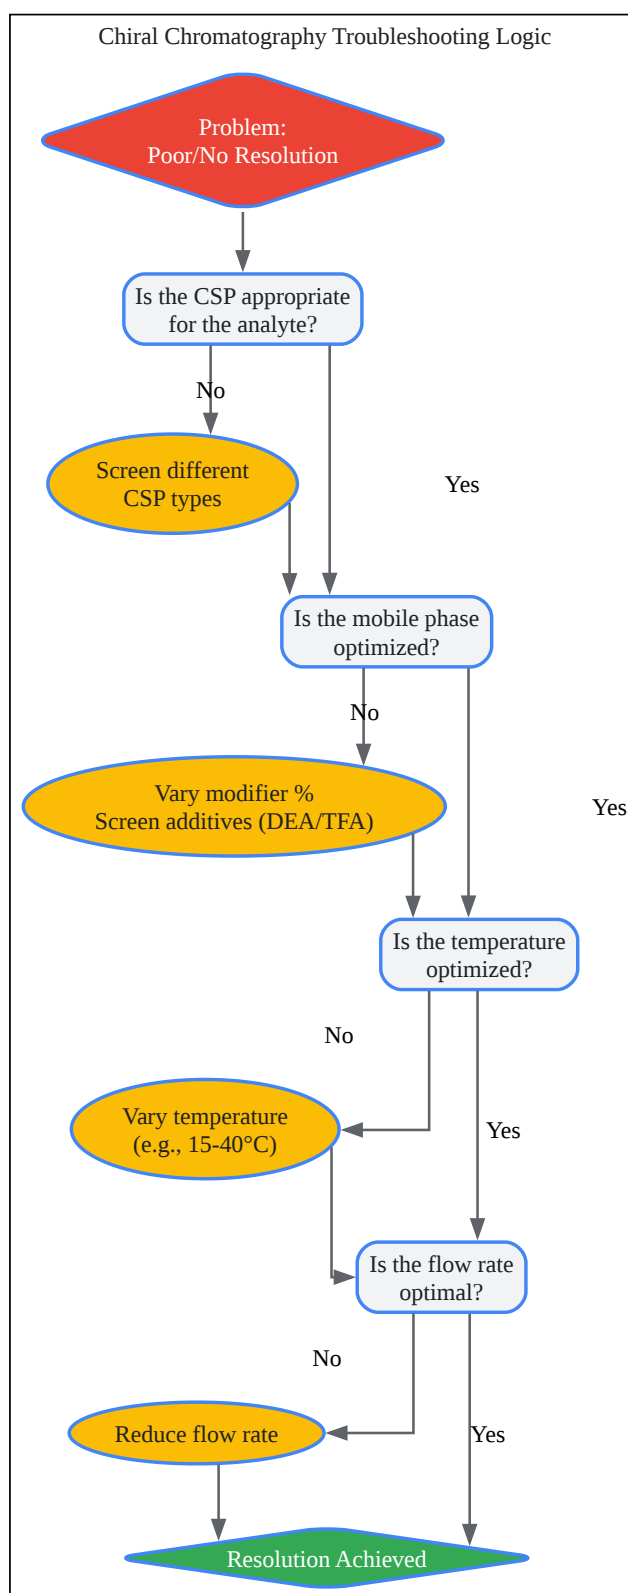 Chiral Chromatography Troubleshooting Logic
Problem:
Poor/No Resolution
Is the CSP appropriate
for the analyte?
No
Screen different
CSP types
Yes
Is the mobile phase
optimized?
No
Vary modifier %
Screen additives (DEA/TFA)
Yes
Is the temperature
optimized?
No
Vary temperature
(e.g., 15-40°C)
Yes
Is the flow rate
optimal?
No
Reduce flow rate
Yes
Resolution Achieved